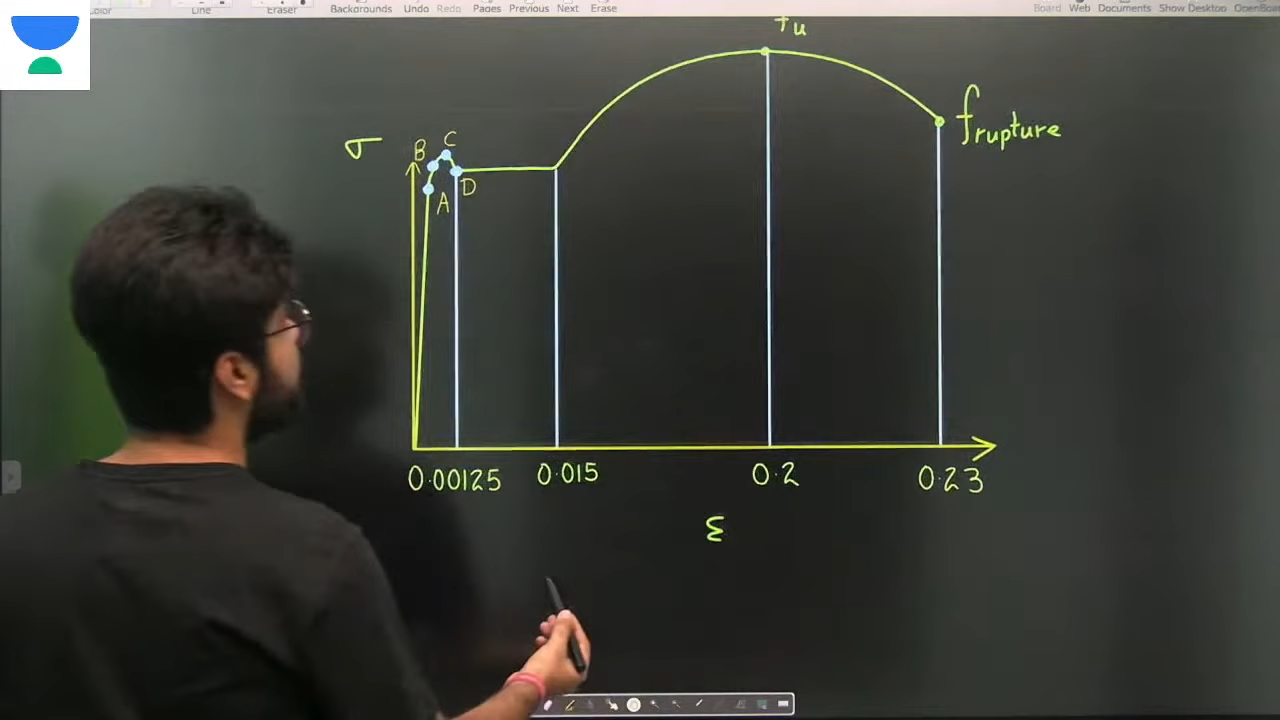 Color Line Eraser Backgrounds Undo Redo Pages Previous Next Erase Board Web Documents Show Desktop OpenBoa
fu
σ
B C
A D
frupture
0.00125 0.015 0.2 0.23
ε